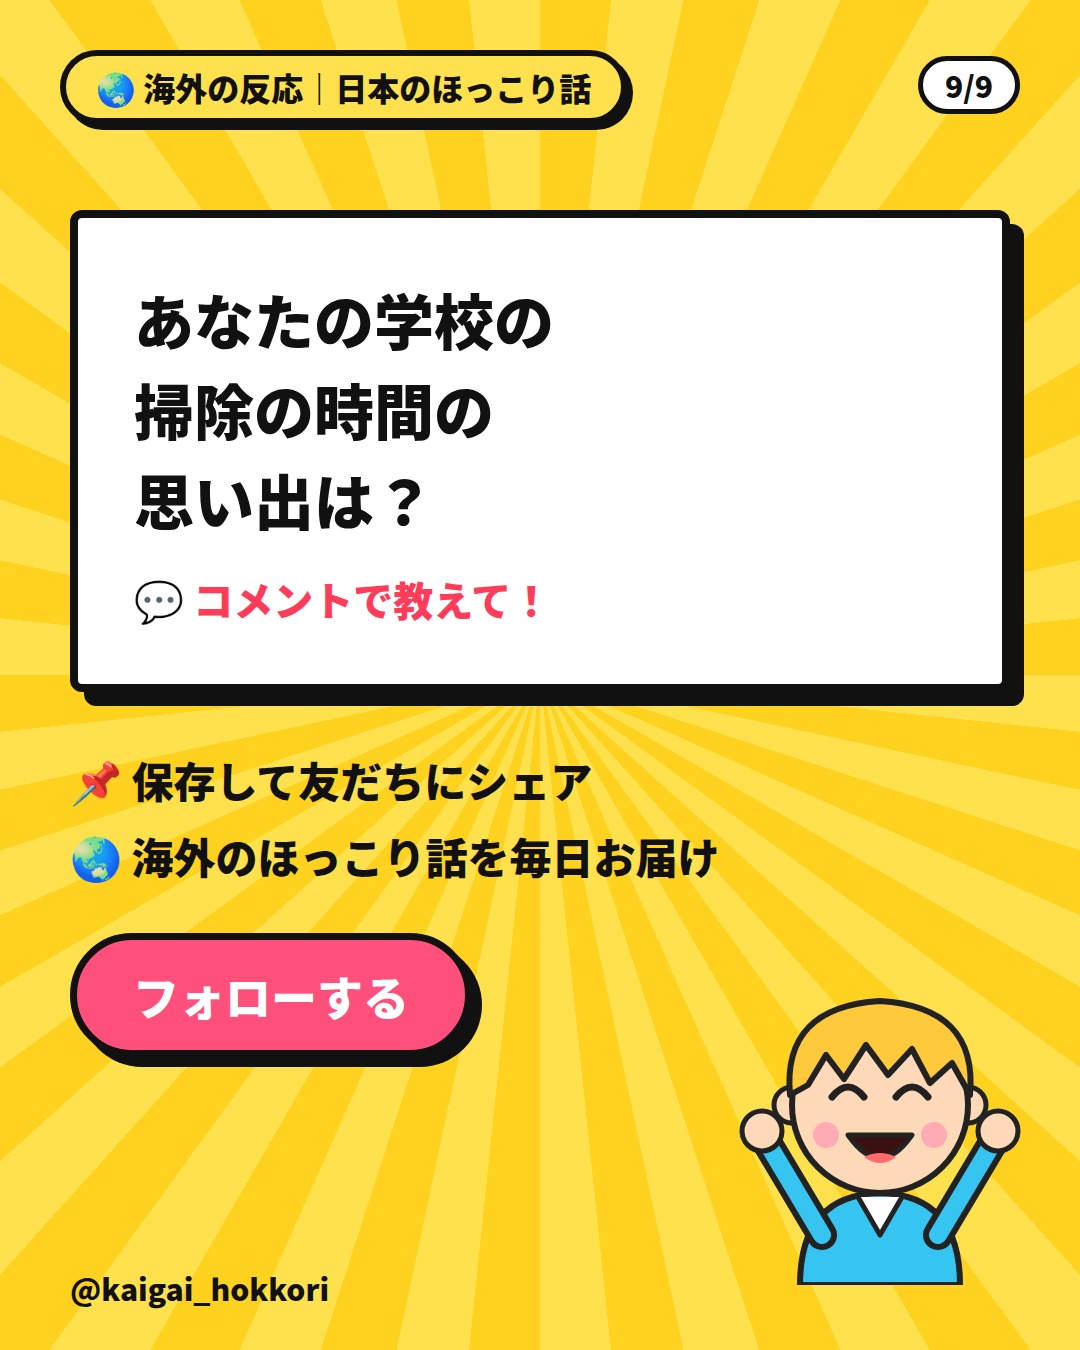 🌏 海外の反応｜日本のほっこり話
9/9
あなたの学校の
掃除の時間の
思い出は？
💬 コメントで教えて！
📌 保存して友だちにシェア
🌏 海外のほっこり話を毎日お届け
フォローする
@kaigai_hokkori